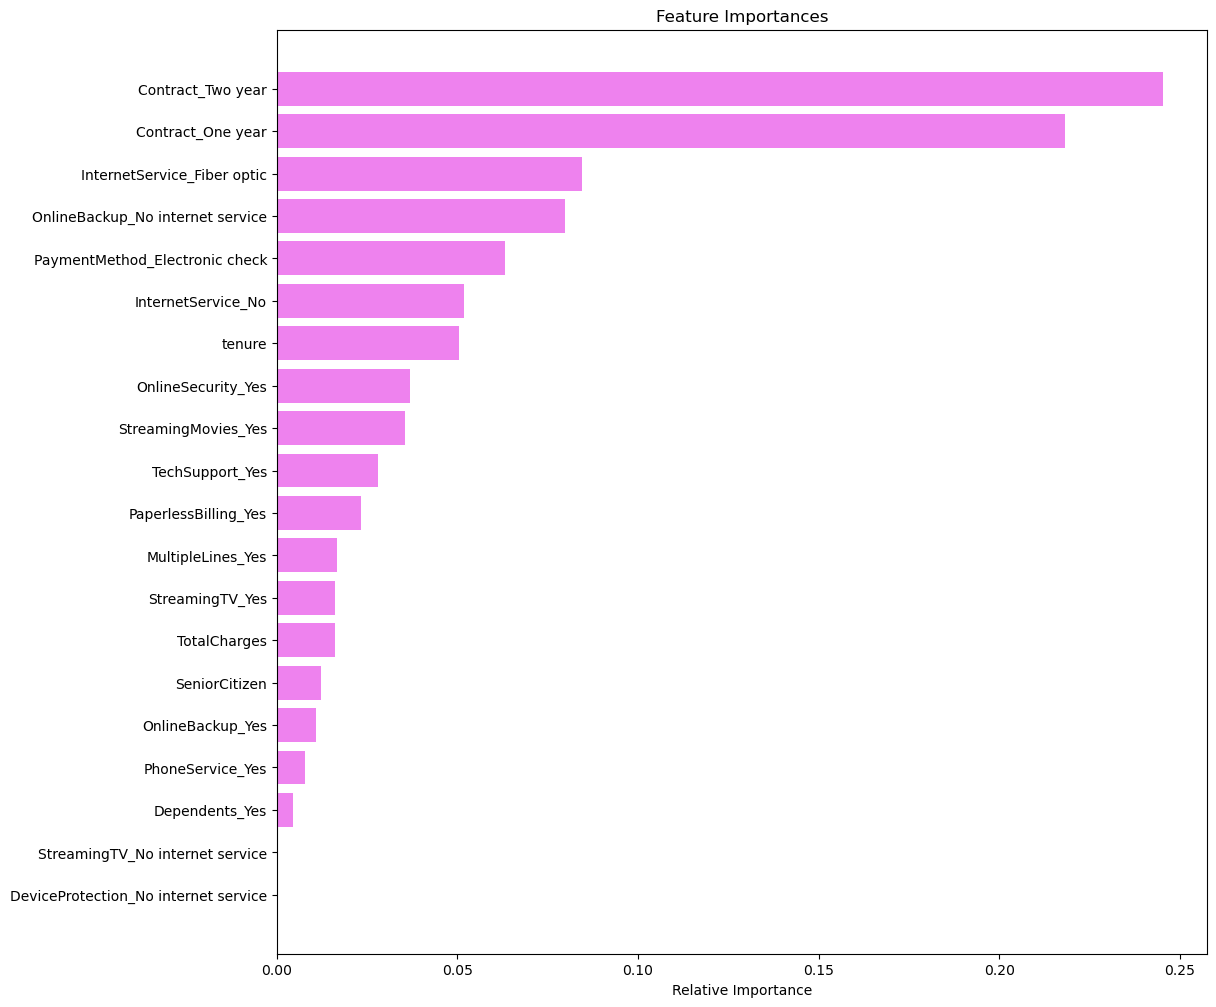 Feature Importances
Contract_Two year
Contract_One year
InternetService_Fiber optic
OnlineBackup_No internet service
PaymentMethod_Electronic check
InternetService_No
tenure
OnlineSecurity_Yes
StreamingMovies_Yes
TechSupport_Yes
PaperlessBilling_Yes
MultipleLines_Yes
StreamingTV_Yes
TotalCharges
SeniorCitizen
OnlineBackup_Yes
PhoneService_Yes
Dependents_Yes
StreamingTV_No internet service
DeviceProtection_No internet service
0.00 0.05 0.10 0.15 0.20 0.25
Relative Importance